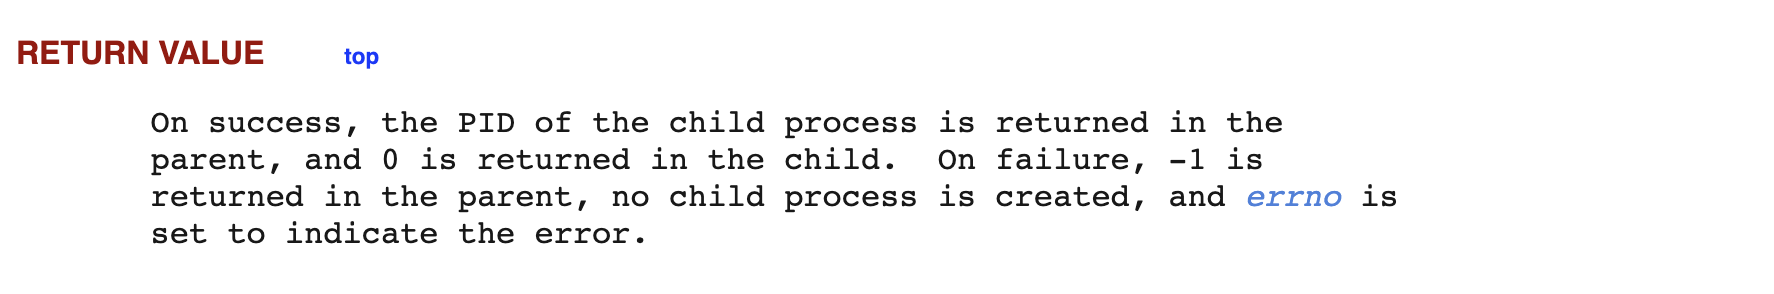 RETURN VALUE top
On success, the PID of the child process is returned in the
parent, and 0 is returned in the child.  On failure, -1 is
returned in the parent, no child process is created, and errno is
set to indicate the error.